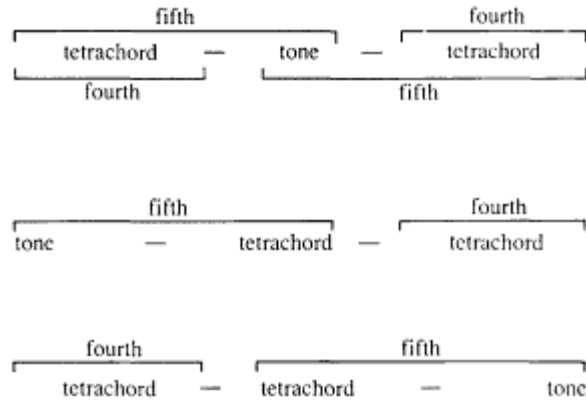 fifth fourth
tetrachord — tone — tetrachord
fourth fifth
fifth fourth
tone — tetrachord — tetrachord
fourth fifth
tetrachord — tetrachord — tone